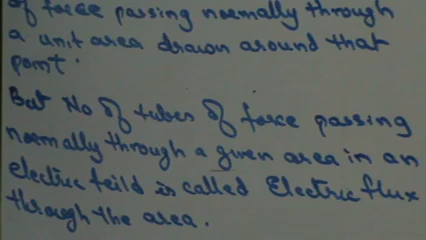 of force passing normally through
a unit area drawn around that
point.
But No of tubes of force passing
normally through a given area in an
electric feild is called Electric flux
through the area.